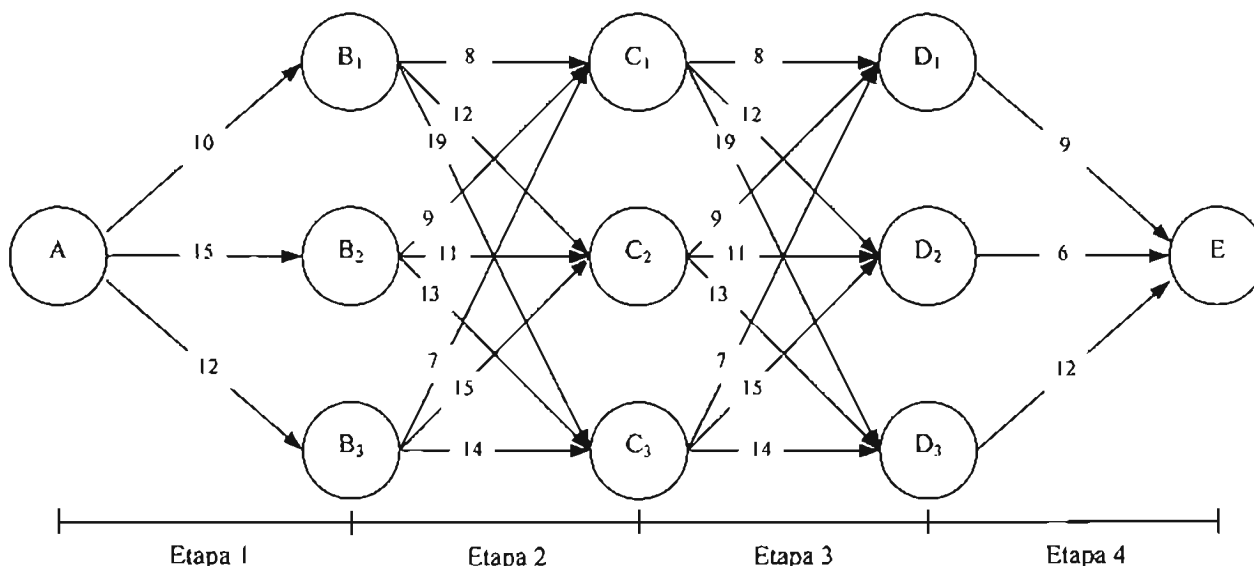 B₁ 8 C₁ 8 D₁
12 12
10 19 19 9
9 9
A 15 B₂ 11 C₂ 11 D₂ 6 E
13 13
12 7 7 12
15 15
B₃ 14 C₃ 14 D₃
Etapa 1 Etapa 2 Etapa 3 Etapa 4